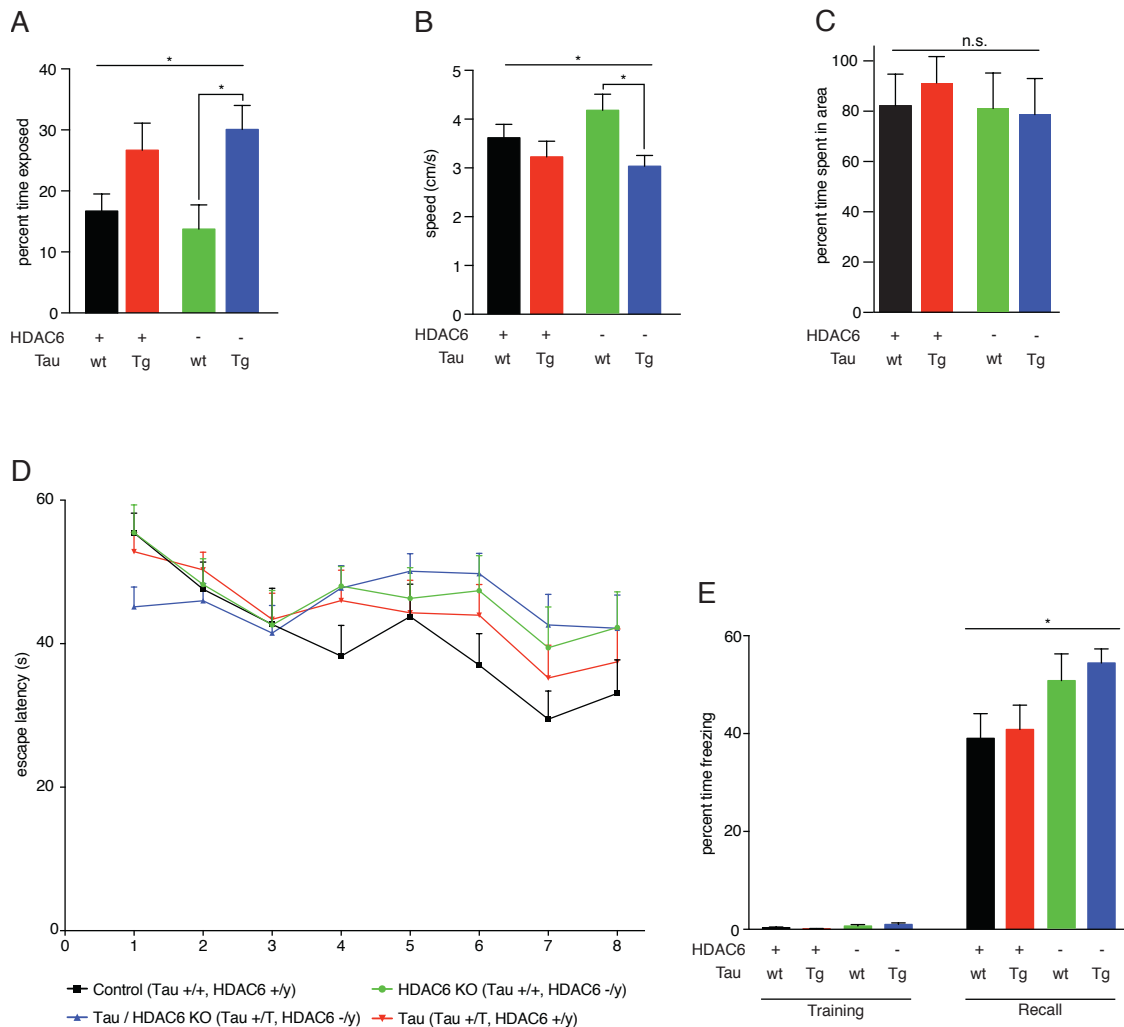 A
*
*
percent time exposed
40
30
20
10
0
HDAC6 + + - -
Tau wt Tg wt Tg
B
*
*
speed (cm/s)
5
4
3
2
1
0
HDAC6 + + - -
Tau wt Tg wt Tg
C
n.s.
percent time spent in area
100
80
60
40
80
0
HDAC6 + + - -
Tau wt Tg wt Tg
D
escape latency (s)
60
40
20
0
0 1 2 3 4 5 6 7 8
Control (Tau +/+, HDAC6 +/y)
HDAC6 KO (Tau +/+, HDAC6 -/y)
Tau / HDAC6 KO (Tau +/T, HDAC6 -/y)
Tau (Tau +/T, HDAC6 +/y)
E
*
percent time freezing
60
40
20
0
HDAC6 + + - - + + - -
Tau wt Tg wt Tg wt Tg wt Tg
Training Recall